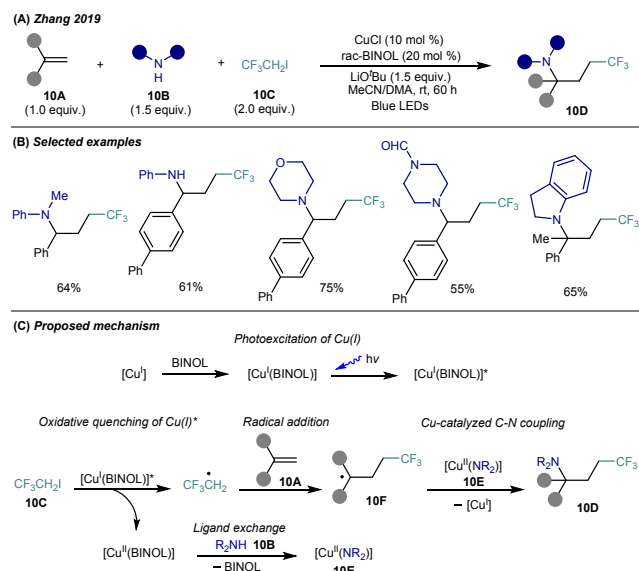 (A) Zhang 2019
+ + CF₃CH₂I
N
H
10A 10B 10C
(1.0 equiv.) (1.5 equiv.) (2.0 equiv.)
CuCl (10 mol %)
rac-BINOL (20 mol %)
LiOᵗBu (1.5 equiv.)
MeCN/DMA, rt, 60 h
Blue LEDs
N CF₃
10D
(B) Selected examples
Ph N Me
CF₃
Ph
64%
Ph NH
CF₃
Ph
61%
O
N
CF₃
Ph
75%
OHC
N
N
CF₃
Ph
55%
N
Me CF₃
Ph
65%
(C) Proposed mechanism
Photoexcitation of Cu(I)
[Cuᴵ] BINOL [Cuᴵ(BINOL)] hν [Cuᴵ(BINOL)]*
Oxidative quenching of Cu(I)* Radical addition Cu-catalyzed C-N coupling
CF₃CH₂I [Cuᴵ(BINOL)]* CF₃CH₂ 10A CF₃ [Cuᴵᴵ(NR₂)] R₂N CF₃
10C 10F 10E 10D
– [Cuᴵ]
Ligand exchange
[Cuᴵᴵ(BINOL)] R₂NH 10B [Cuᴵᴵ(NR₂)]
– BINOL 10E